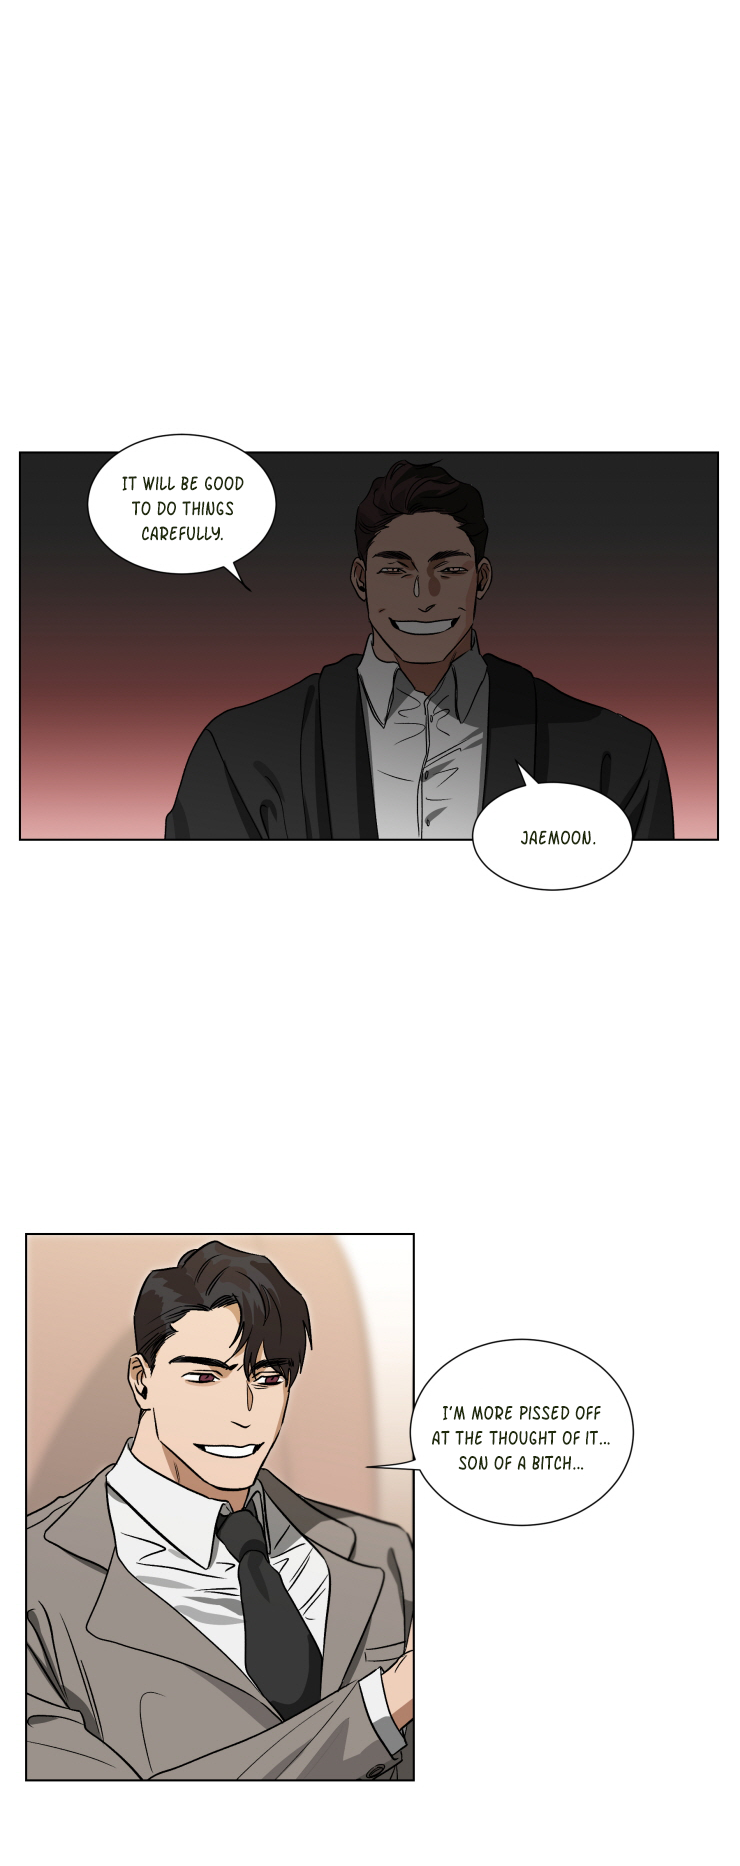 IT WILL BE GOOD
TO DO THINGS
CAREFULLY.
JAEMOON.
I'M MORE PISSED OFF
AT THE THOUGHT OF IT...
SON OF A BITCH...